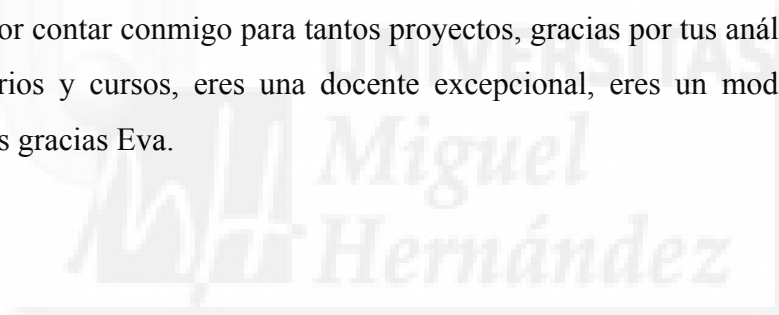 or contar conmigo para tantos proyectos, gracias por tus anál
rios y cursos, eres una docente excepcional, eres un mod
s gracias Eva.
UNIVERSITAS
Miguel
Hernández